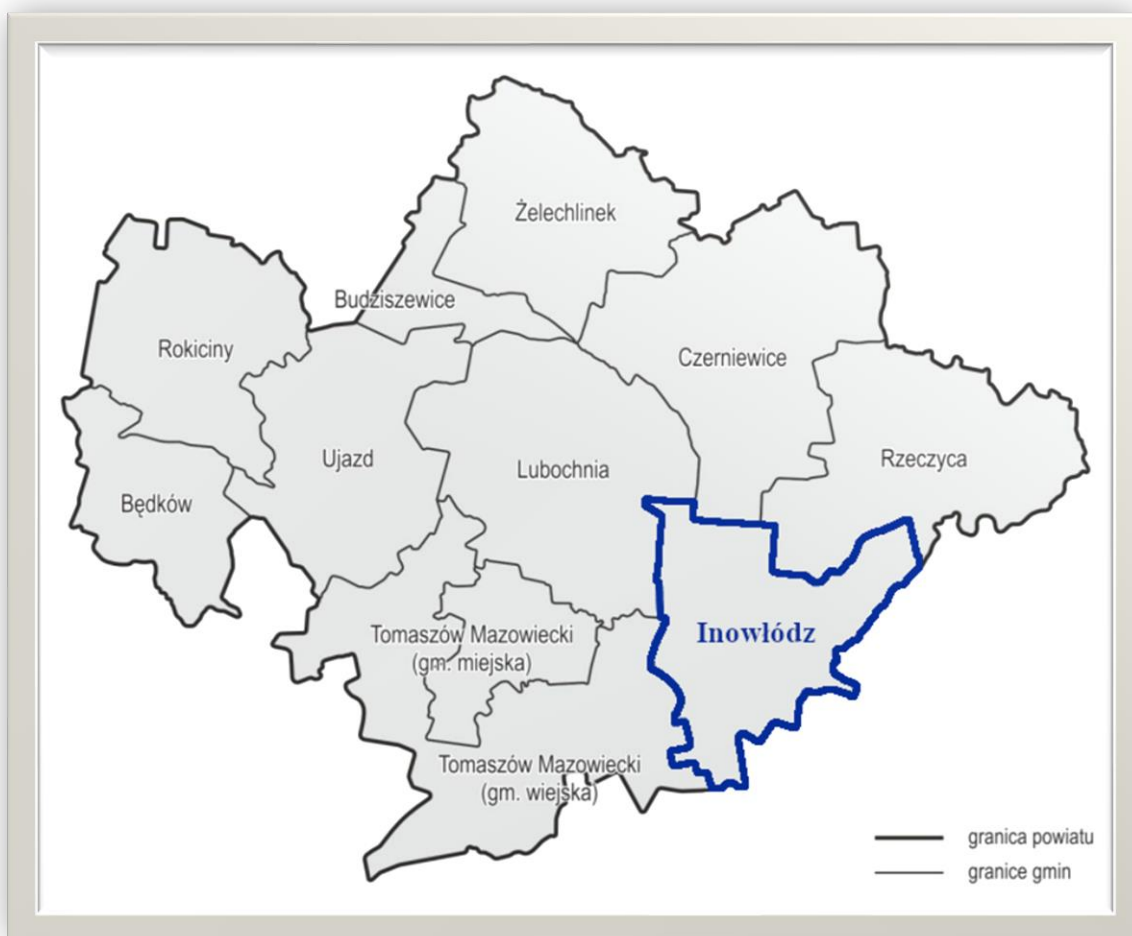 Żelechlinek
Budziszewice
Rokiciny
Czerniewice
Ujazd
Lubochnia
Rzeczyca
Będków
Inowłódz
Tomaszów Mazowiecki
(gm. miejska)
Tomaszów Mazowiecki
(gm. wiejska)
granica powiatu
granice gmin